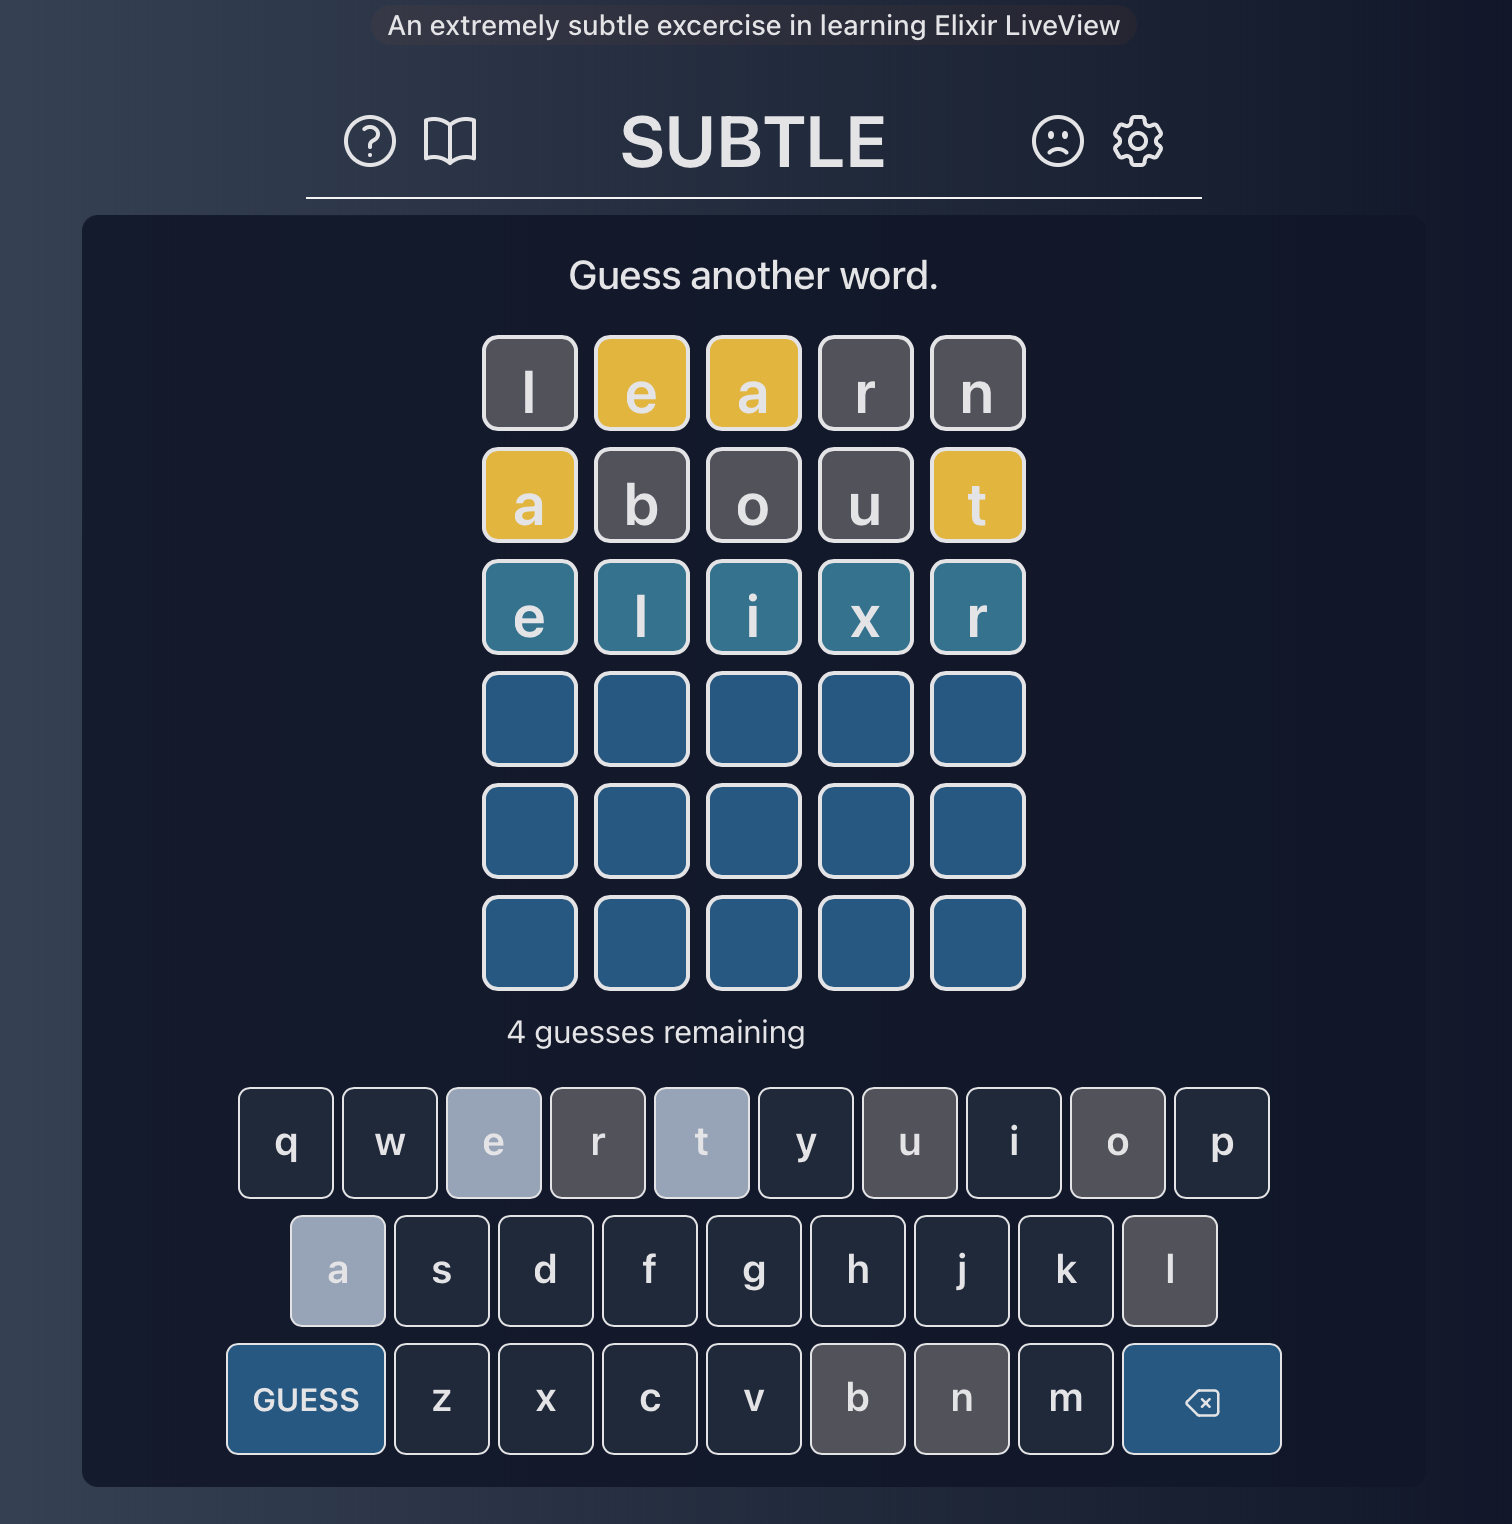 An extremely subtle excercise in learning Elixir LiveView
SUBTLE
Guess another word.
l e a r n
a b o u t
e l i x r
4 guesses remaining
q w e r t y u i o p
a s d f g h j k l
GUESS z x c v b n m